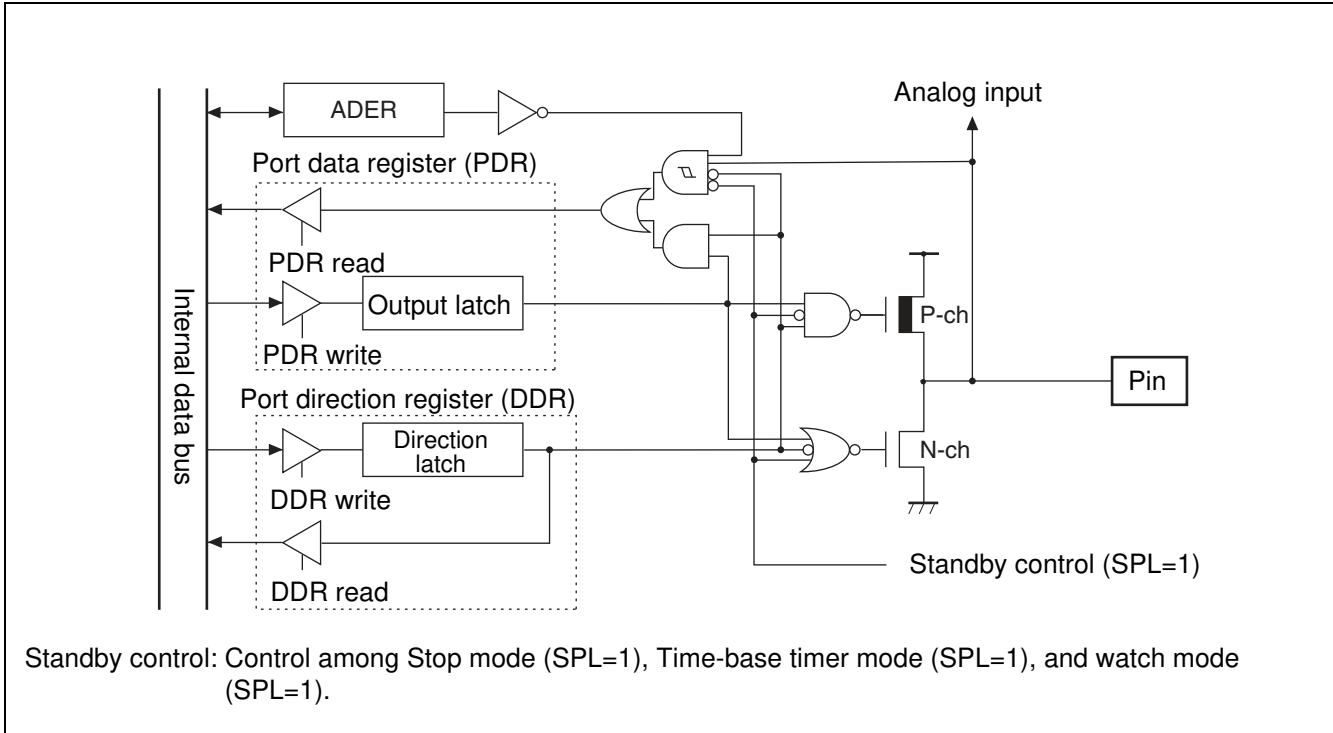 Analog input
ADER
Port data register (PDR)
PDR read
Output latch
PDR write
P-ch
Pin
Internal data bus
Port direction register (DDR)
Direction
latch
N-ch
DDR write
Standby control (SPL=1)
DDR read
Standby control: Control among Stop mode (SPL=1), Time-base timer mode (SPL=1), and watch mode
(SPL=1).